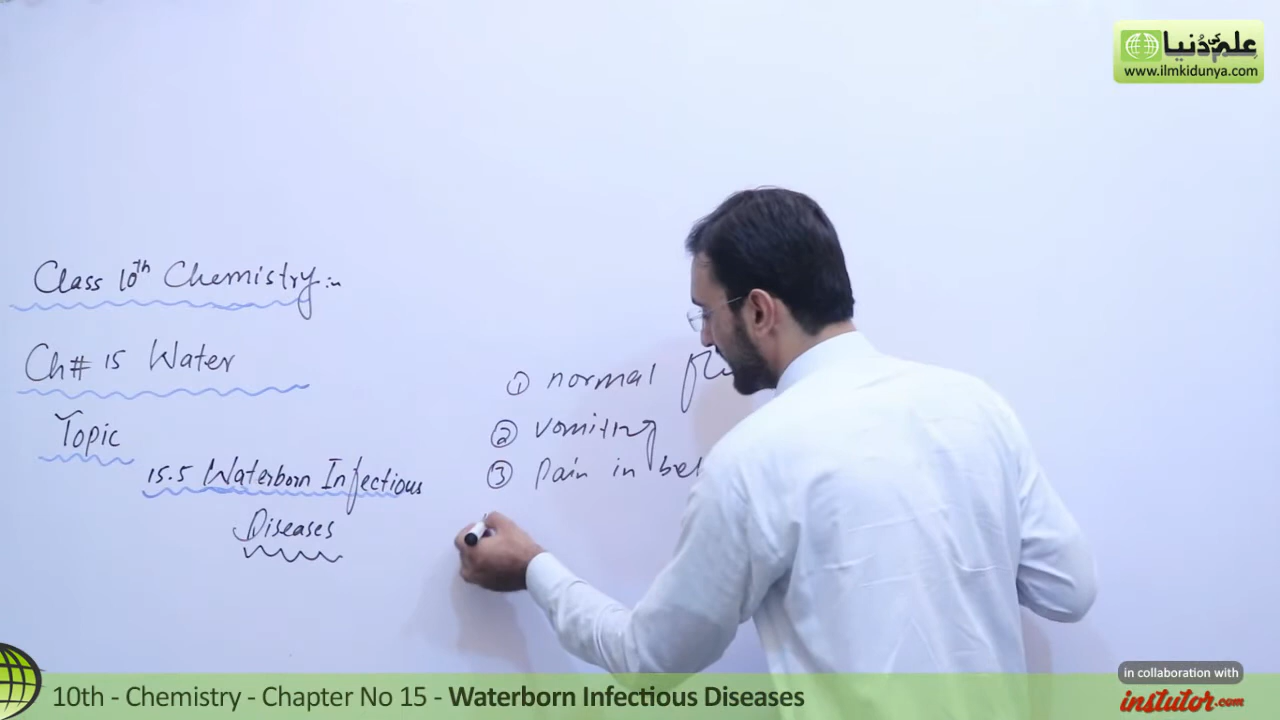 علم کی دنیا
www.ilmkidunya.com
Class 10th Chemistry:-
Ch# 15 Water
Topic
15.5 Waterborn Infectious
Diseases
① normal
② vomiting
③ Pain in
10th - Chemistry - Chapter No 15 - Waterborn Infectious Diseases
in collaboration with
instutor.com